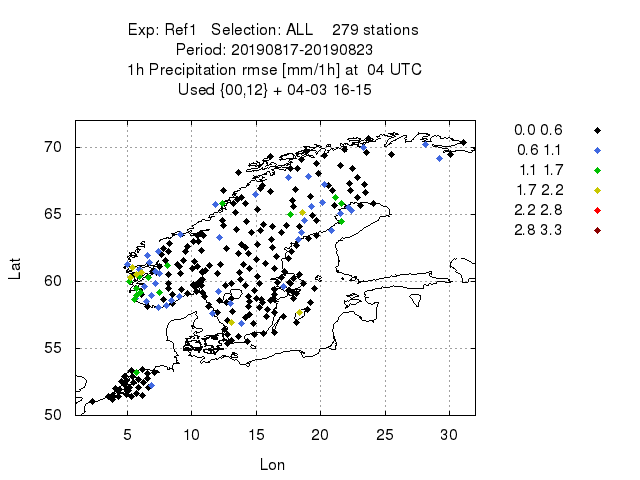 Exp: Ref1 Selection: ALL 279 stations
Period: 20190817-20190823
1h Precipitation rmse [mm/1h] at 04 UTC
Used {00,12} + 04-03 16-15
70
65
60
55
50
Lat
5 10 15 20 25 30
Lon
0.0 0.6
0.6 1.1
1.1 1.7
1.7 2.2
2.2 2.8
2.8 3.3